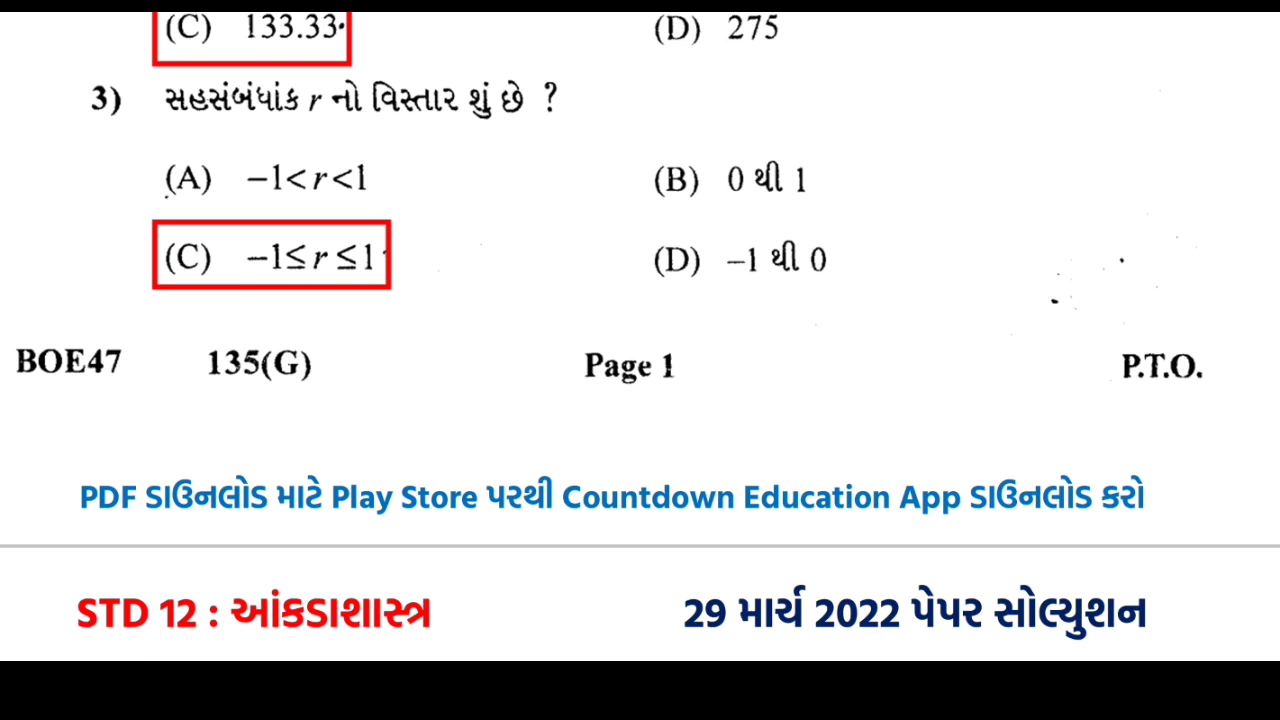 (C) 133.33 (D) 275
3) સહસંબંધાંક r નો વિસ્તાર શું છે ?
(A) –1<r<1 (B) 0 થી 1
(C) –1≤r≤1 (D) –1 થી 0
BOE47 135(G) Page 1 P.T.O.
PDF ડાઉનલોડ માટે Play Store પરથી Countdown Education App ડાઉનલોડ કરો
STD 12 : આંકડાશાસ્ત્ર 29 માર્ચ 2022 પેપર સોલ્યુશન